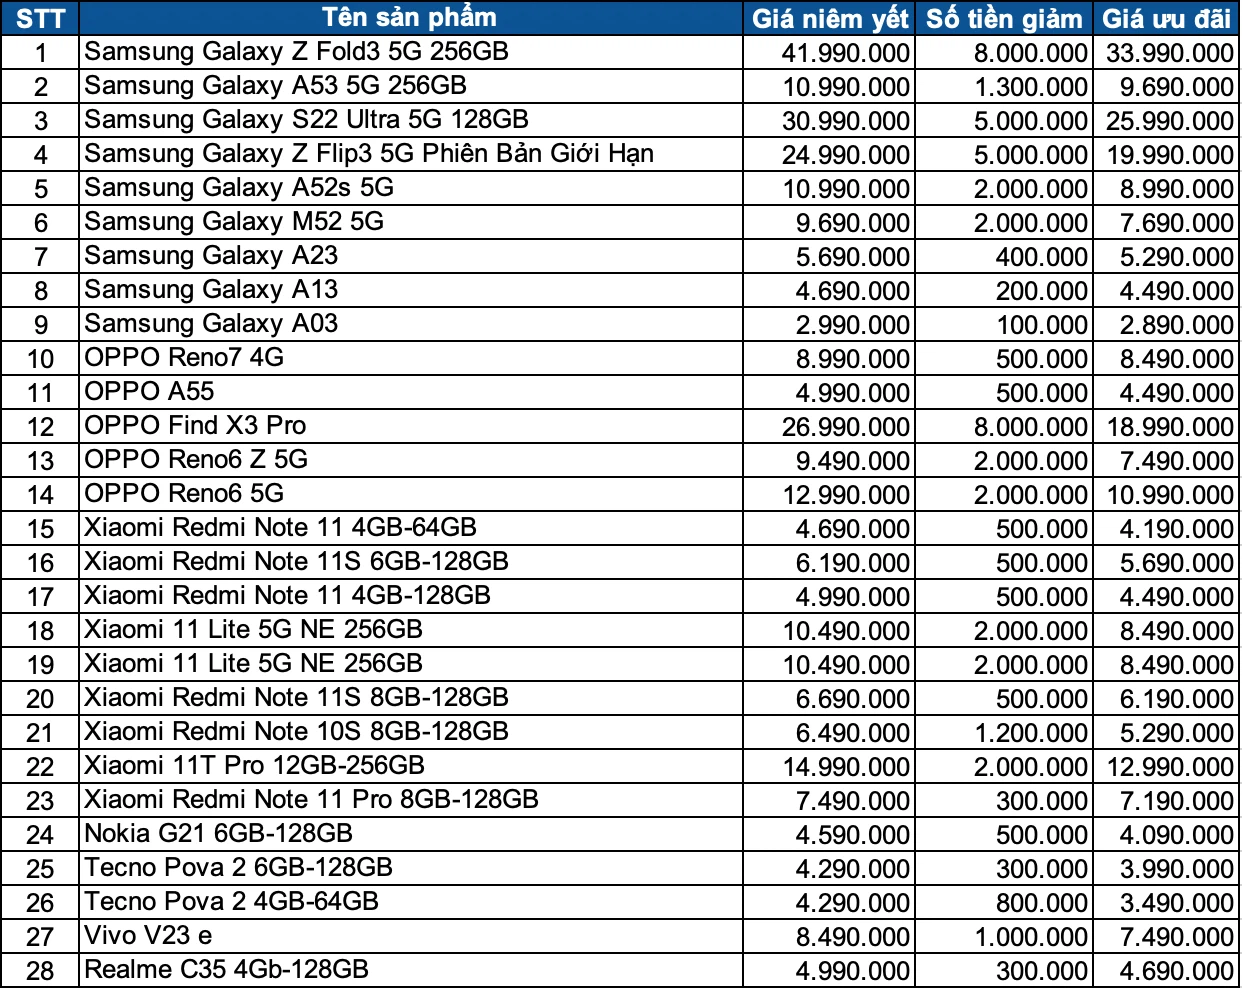 STT Tên sản phẩm Giá niêm yết Số tiền giảm Giá ưu đãi
1 Samsung Galaxy Z Fold3 5G 256GB 41.990.000 8.000.000 33.990.000
2 Samsung Galaxy A53 5G 256GB 10.990.000 1.300.000 9.690.000
3 Samsung Galaxy S22 Ultra 5G 128GB 30.990.000 5.000.000 25.990.000
4 Samsung Galaxy Z Flip3 5G Phiên Bản Giới Hạn 24.990.000 5.000.000 19.990.000
5 Samsung Galaxy A52s 5G 10.990.000 2.000.000 8.990.000
6 Samsung Galaxy M52 5G 9.690.000 2.000.000 7.690.000
7 Samsung Galaxy A23 5.690.000 400.000 5.290.000
8 Samsung Galaxy A13 4.690.000 200.000 4.490.000
9 Samsung Galaxy A03 2.990.000 100.000 2.890.000
10 OPPO Reno7 4G 8.990.000 500.000 8.490.000
11 OPPO A55 4.990.000 500.000 4.490.000
12 OPPO Find X3 Pro 26.990.000 8.000.000 18.990.000
13 OPPO Reno6 Z 5G 9.490.000 2.000.000 7.490.000
14 OPPO Reno6 5G 12.990.000 2.000.000 10.990.000
15 Xiaomi Redmi Note 11 4GB-64GB 4.690.000 500.000 4.190.000
16 Xiaomi Redmi Note 11S 6GB-128GB 6.190.000 500.000 5.690.000
17 Xiaomi Redmi Note 11 4GB-128GB 4.990.000 500.000 4.490.000
18 Xiaomi 11 Lite 5G NE 256GB 10.490.000 2.000.000 8.490.000
19 Xiaomi 11 Lite 5G NE 256GB 10.490.000 2.000.000 8.490.000
20 Xiaomi Redmi Note 11S 8GB-128GB 6.690.000 500.000 6.190.000
21 Xiaomi Redmi Note 10S 8GB-128GB 6.490.000 1.200.000 5.290.000
22 Xiaomi 11T Pro 12GB-256GB 14.990.000 2.000.000 12.990.000
23 Xiaomi Redmi Note 11 Pro 8GB-128GB 7.490.000 300.000 7.190.000
24 Nokia G21 6GB-128GB 4.590.000 500.000 4.090.000
25 Tecno Pova 2 6GB-128GB 4.290.000 300.000 3.990.000
26 Tecno Pova 2 4GB-64GB 4.290.000 800.000 3.490.000
27 Vivo V23 e 8.490.000 1.000.000 7.490.000
28 Realme C35 4Gb-128GB 4.990.000 300.000 4.690.000